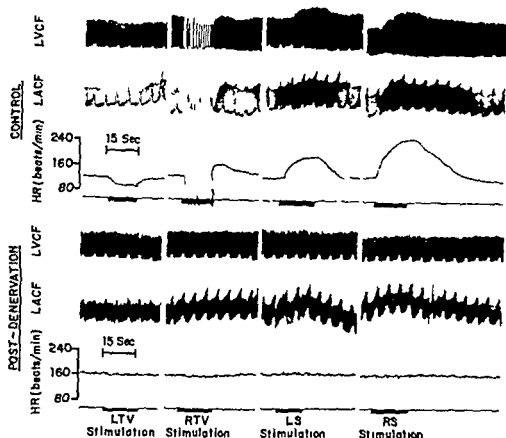 CONTROL
LVCF
LACF
HR (beats/min)
240
160
80
15 Sec
POST-DENERVATION
LVCF
LACF
HR (beats/min)
240
160
80
15 Sec
LTV Stimulation
RTV Stimulation
LS Stimulation
RS Stimulation